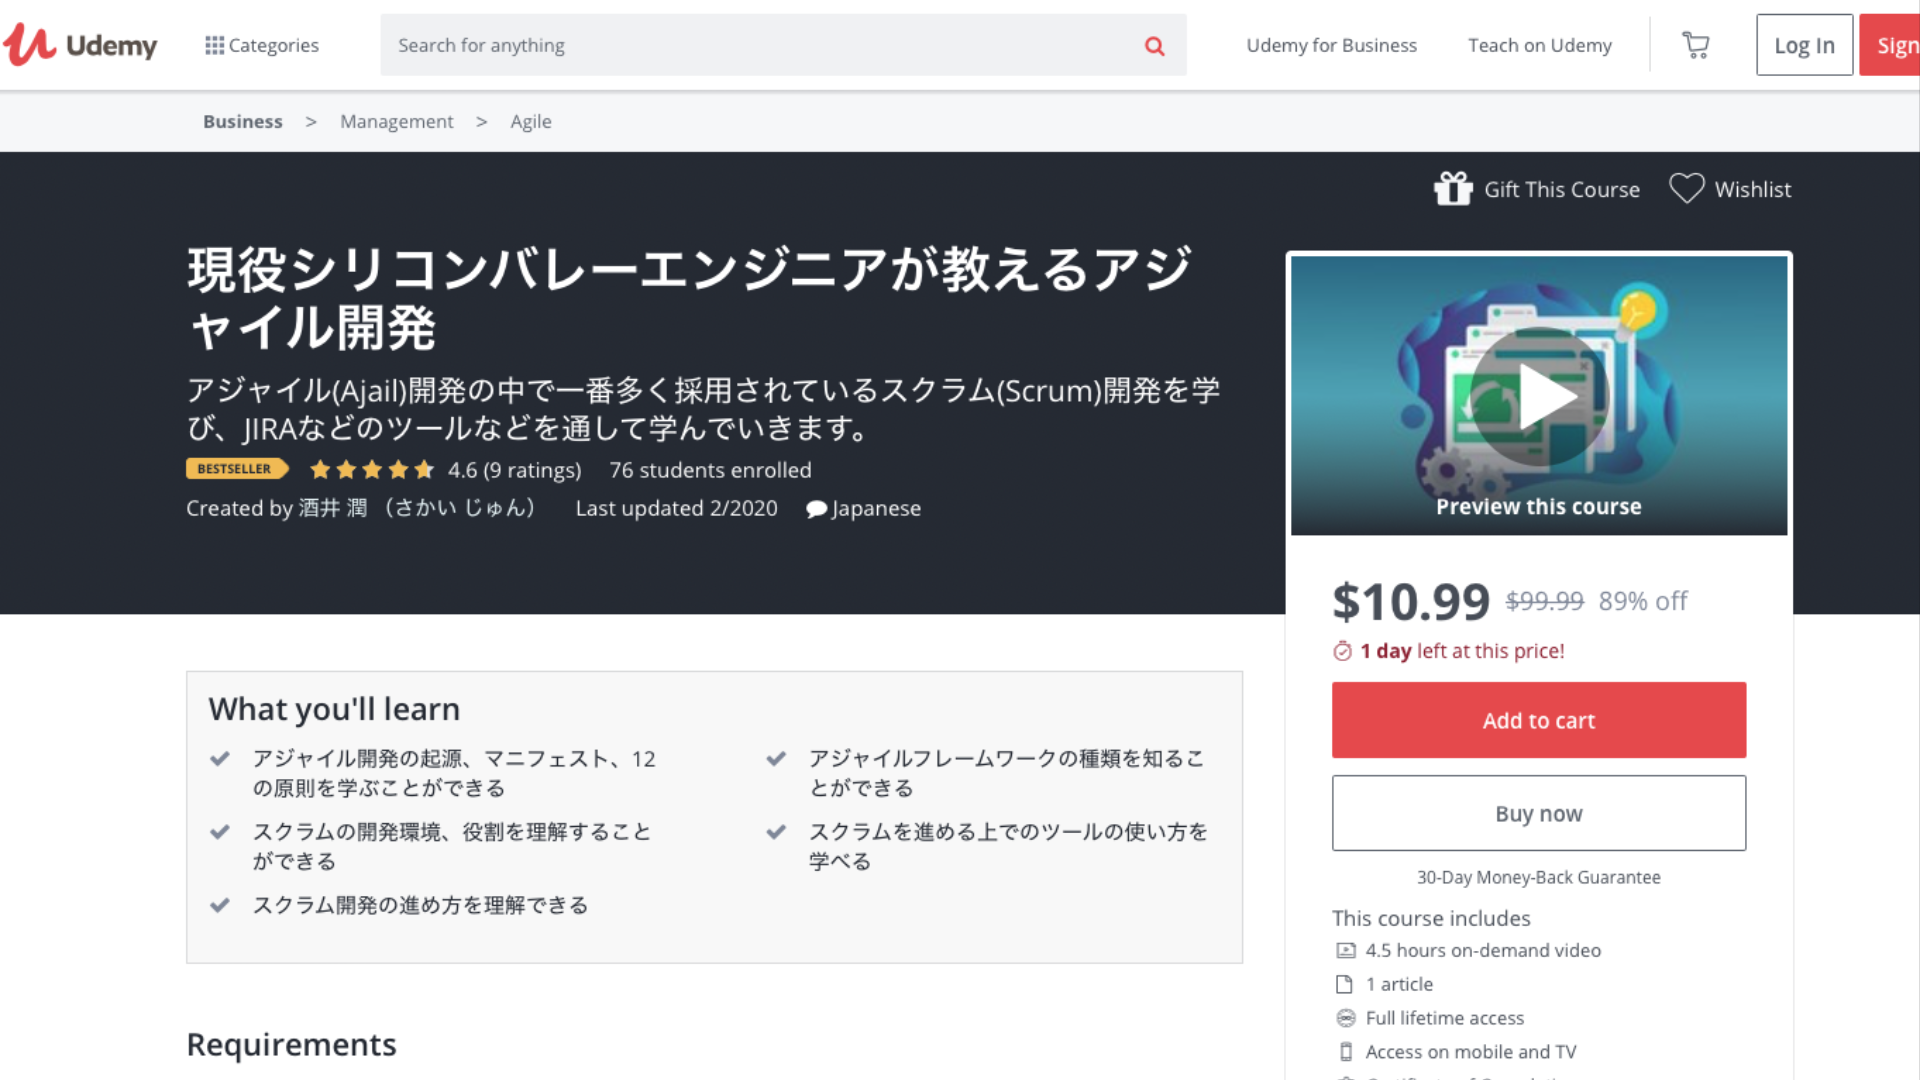 Udemy
Categories
Search for anything
Udemy for Business
Teach on Udemy
Log In
Sign
Business > Management > Agile
Gift This Course
Wishlist
現役シリコンバレーエンジニアが教えるアジ
ャイル開発
アジャイル(Ajail)開発の中で一番多く採用されているスクラム(Scrum)開発を学
び、JIRAなどのツールなどを通して学んでいきます。
BESTSELLER 4.6 (9 ratings) 76 students enrolled
Created by 酒井 潤 （さかい じゅん） Last updated 2/2020 Japanese
Preview this course
$10.99 $99.99 89% off
1 day left at this price!
Add to cart
Buy now
30-Day Money-Back Guarantee
This course includes
4.5 hours on-demand video
1 article
Full lifetime access
Access on mobile and TV
What you'll learn
アジャイル開発の起源、マニフェスト、12
の原則を学ぶことができる
アジャイルフレームワークの種類を知るこ
とができる
スクラムの開発環境、役割を理解すること
ができる
スクラムを進める上でのツールの使い方を
学べる
スクラム開発の進め方を理解できる
Requirements